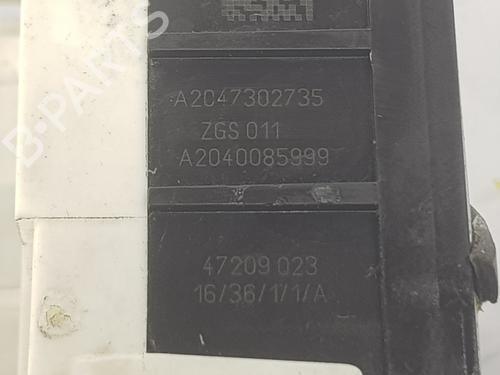 B-PARTS
A2047302735
ZGS 011
A2040085999
47209 023
16/36/1/1/A